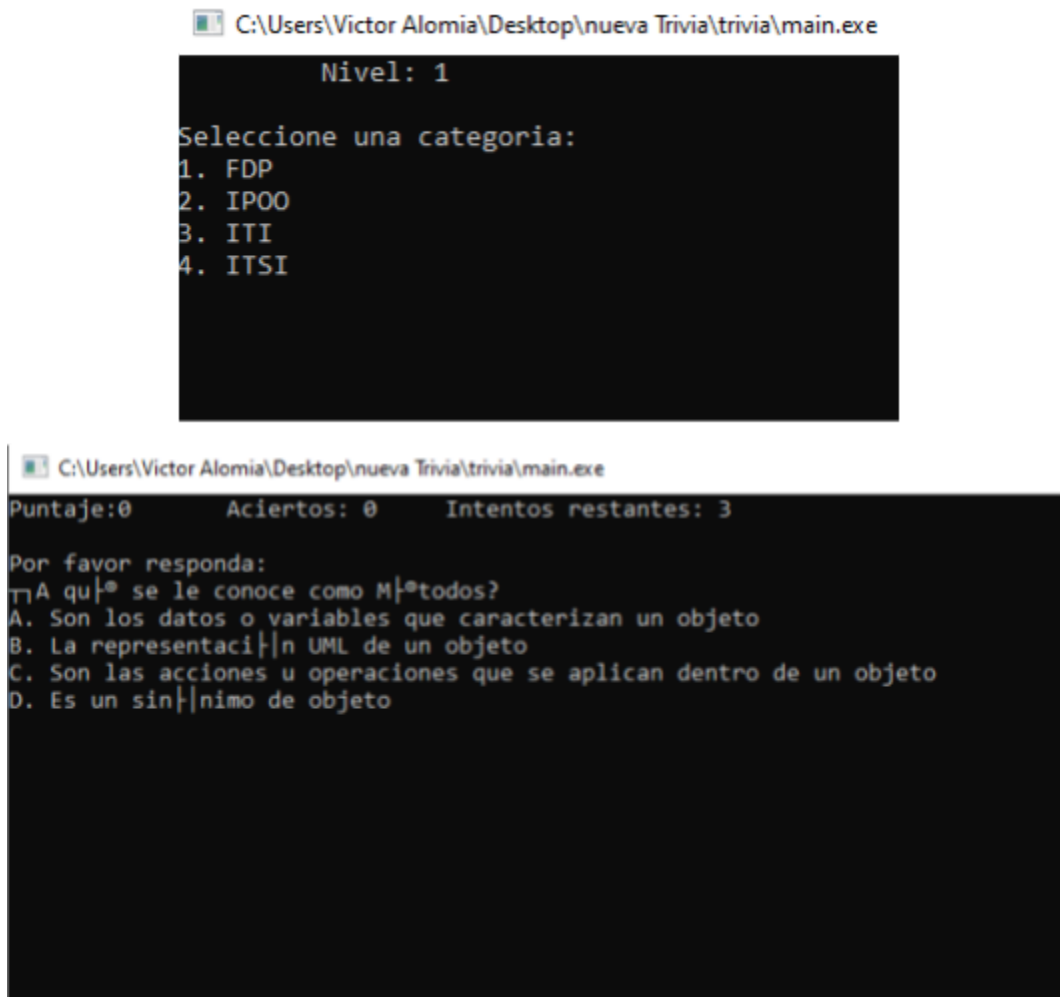 C:\Users\Victor Alomia\Desktop\nueva Trivia\trivia\main.exe
Nivel: 1
Seleccione una categoria:
1. FDP
2. IPOO
3. ITI
4. ITSI
C:\Users\Victor Alomia\Desktop\nueva Trivia\trivia\main.exe
Puntaje:0 Aciertos: 0 Intentos restantes: 3
Por favor responda:
┬┐A qu├® se le conoce como M├®todos?
A. Son los datos o variables que caracterizan un objeto
B. La representaci├│n UML de un objeto
C. Son las acciones u operaciones que se aplican dentro de un objeto
D. Es un sin├│nimo de objeto